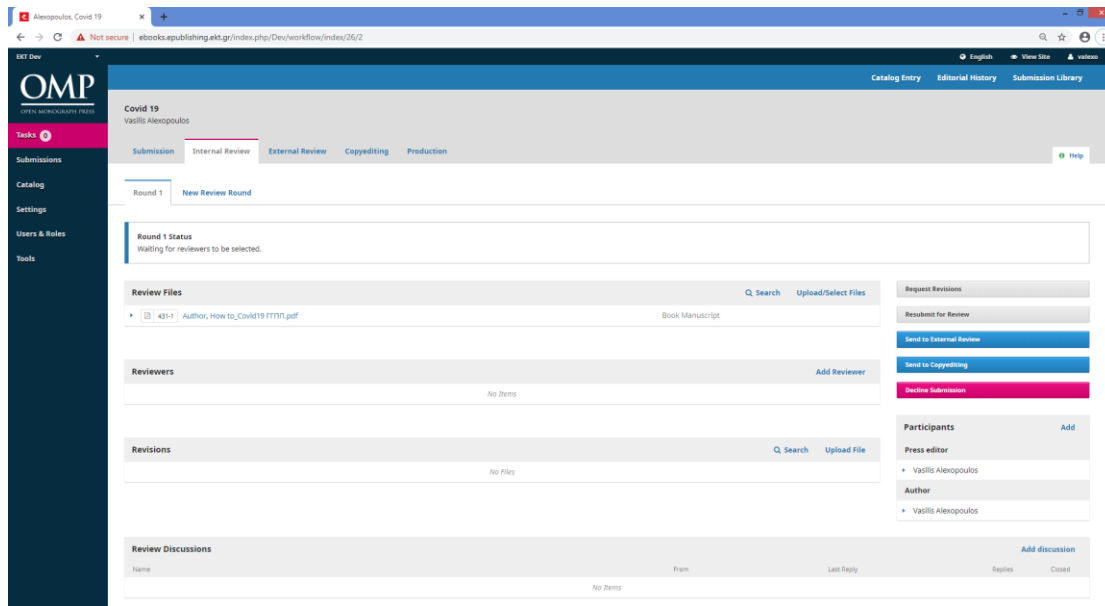 Alexopoulos, Covid 19
Not secure | ebooks.epublishing.ekt.gr/index.php/Dev/workflow/index/26/2
EKT Dev
English View Site valexo
OMP
OPEN MONOGRAPH PRESS
Catalog Entry Editorial History Submission Library
Covid 19
Vasilis Alexopoulos
Tasks 0
Submissions
Catalog
Settings
Users & Roles
Tools
Submission Internal Review External Review Copyediting Production
Help
Round 1 New Review Round
Round 1 Status
Waiting for reviewers to be selected.
Review Files Search Upload/Select Files
431-1 Author, How to_Covid19 ΓΓΠΠ.pdf Book Manuscript
Reviewers Add Reviewer
No Items
Revisions Search Upload File
No Files
Request Revisions
Resubmit for Review
Send to External Review
Send to Copyediting
Decline Submission
Participants Add
Press editor
Vasilis Alexopoulos
Author
Vasilis Alexopoulos
Review Discussions Add discussion
Name From Last Reply Replies Closed
No Items